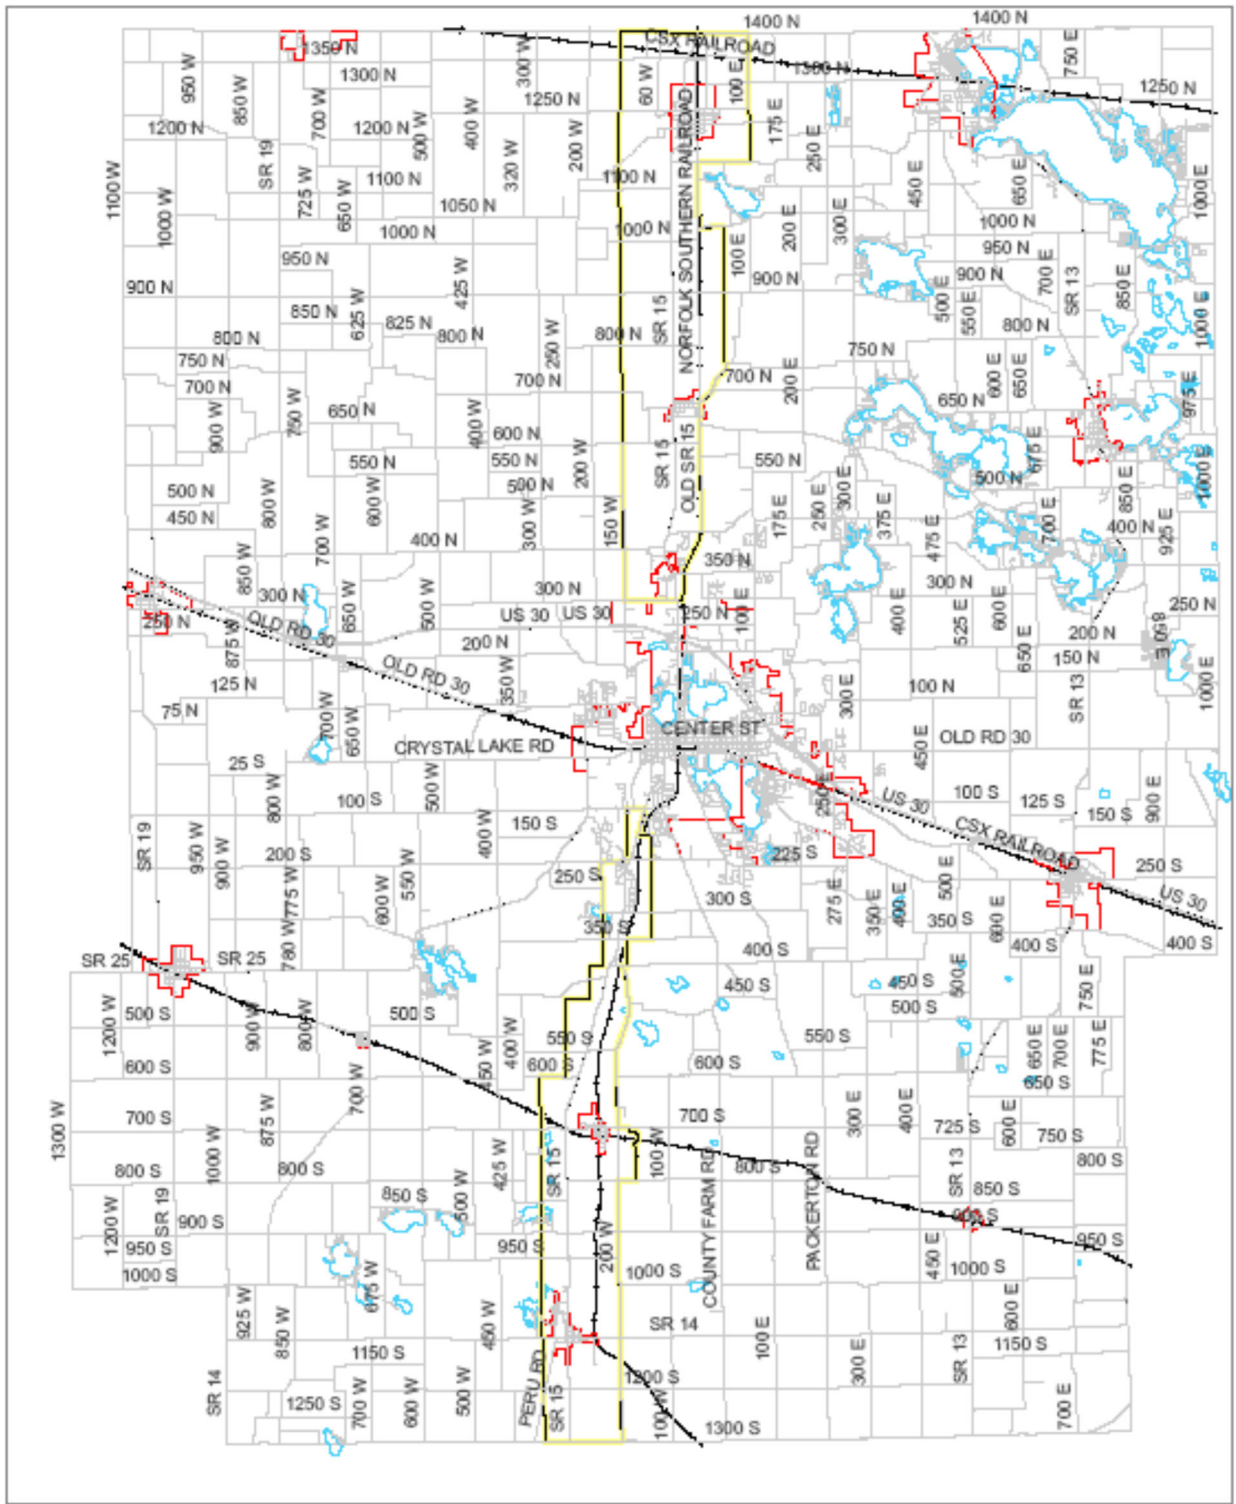 1400 N
1400 N
CSX RAILROAD
1350 N
1300 N
300 W
1300 N
750 E
950 W
850 W
60 W
100 E
1250 N
1250 N
700 W
400 W
175 E
1200 N
1200 N
500 W
200 W
250 E
SR 19
320 W
NORFOLK SOUTHERN RAILROAD
1100 W
725 W
650 W
1100 N
1100 N
450 E
650 E
1000 E
1000 W
1050 N
1000 N
1000 N
200 E
300 E
1000 N
950 N
100 E
950 N
900 N
425 W
900 N
900 N
500 E
550 E
700 E
SR 13
850 E
1000 E
850 N
625 W
825 N
800 N
800 N
250 W
800 N
SR 15
800 N
750 N
750 N
700 N
700 N
700 N
200 E
600 E
650 E
975 E
650 N
650 N
750 W
900 W
400 W
600 N
675 E
550 N
550 N
200 W
SR 15
OLD SR 15
550 N
500 N
500 N
500 N
800 W
600 W
300 W
150 W
175 E
250 E
300 E
375 E
475 E
700 E
850 E
925 E
1000 E
450 N
400 N
400 N
700 W
850 W
350 N
300 N
300 N
300 N
250 N
250 N
250 N
OLD RD 30
650 W
500 W
US 30
US 30
100 E
400 E
525 E
600 E
200 N
850 E
875 W
200 N
650 E
150 N
OLD RD 30
350 W
125 N
100 N
300 E
SR 13
1000 E
75 N
700 W
650 W
CENTER ST
CRYSTAL LAKE RD
OLD RD 30
450 E
25 S
800 W
500 W
100 S
250 E
US 30
100 S
125 S
150 S
900 E
150 S
400 W
CSX RAILROAD
SR 19
950 W
900 W
200 S
225 S
775 W
550 W
600 W
250 S
250 S
500 E
300 S
275 E
350 E
400 E
350 S
600 E
US 30
350 S
780 W
400 S
400 S
400 S
SR 25
SR 25
450 S
450 S
500 E
750 E
500 S
500 S
500 S
1200 W
900 W
800 W
400 W
550 S
550 S
650 E
700 E
775 E
600 S
450 W
600 S
600 S
650 S
700 W
700 S
875 W
700 S
300 E
400 E
725 S
600 E
750 S
1300 W
100 W
800 S
1000 W
800 S
425 W
SR 15
800 S
COUNTY FARM RD
PACKERTON RD
SR 13
800 S
850 S
850 S
500 W
SR 19
900 S
900 S
1200 W
950 S
950 S
200 W
450 E
950 S
1000 S
1000 S
1000 S
675 W
925 W
850 W
450 W
SR 14
100 E
600 E
1150 S
300 E
SR 13
1150 S
SR 14
1200 S
1250 S
700 W
600 W
500 W
PERU RD
SR 15
100 W
1300 S
700 E